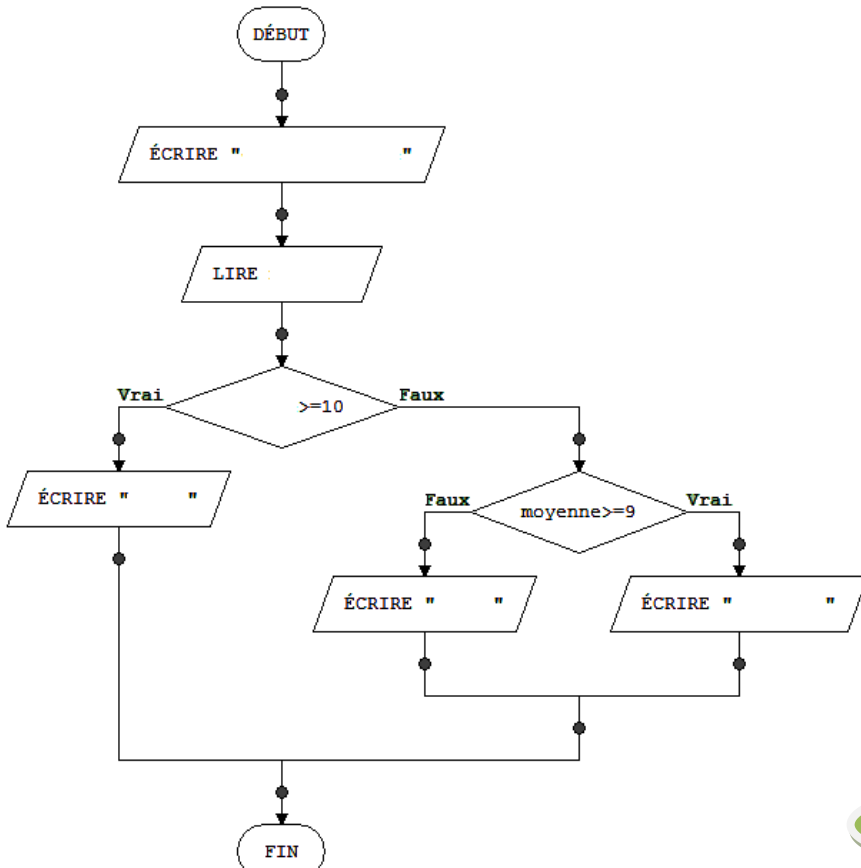 DÉBUT
ÉCRIRE " "
LIRE
Vrai
>=10
Faux
ÉCRIRE " "
Faux
moyenne>=9
Vrai
ÉCRIRE " "
ÉCRIRE " "
FIN